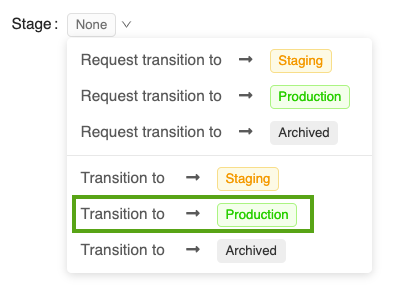 Stage: None
Request transition to → Staging
Request transition to → Production
Request transition to → Archived
Transition to → Staging
Transition to → Production
Transition to → Archived